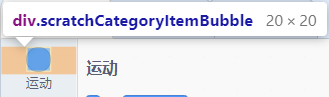 div.scratchCategoryItemBubble 20 × 20
运动
运动